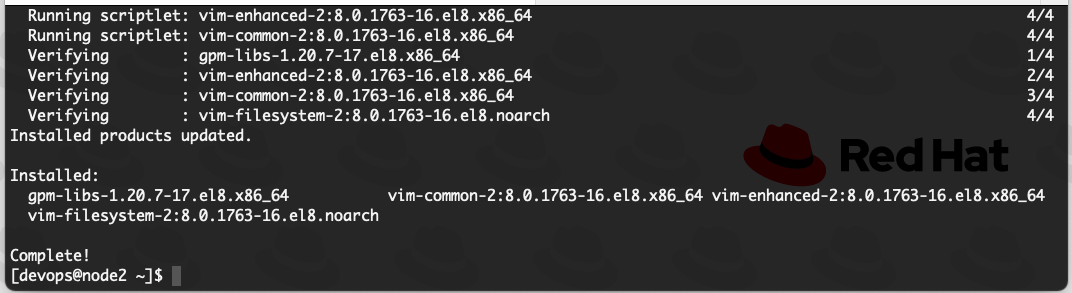 Running scriptlet: vim-enhanced-2:8.0.1763-16.el8.x86_64 4/4
Running scriptlet: vim-common-2:8.0.1763-16.el8.x86_64 4/4
Verifying : gpm-libs-1.20.7-17.el8.x86_64 1/4
Verifying : vim-enhanced-2:8.0.1763-16.el8.x86_64 2/4
Verifying : vim-common-2:8.0.1763-16.el8.x86_64 3/4
Verifying : vim-filesystem-2:8.0.1763-16.el8.noarch 4/4
Installed products updated.
Red Hat
Installed:
gpm-libs-1.20.7-17.el8.x86_64 vim-common-2:8.0.1763-16.el8.x86_64 vim-enhanced-2:8.0.1763-16.el8.x86_64
vim-filesystem-2:8.0.1763-16.el8.noarch
Complete!
[devops@node2 ~]$